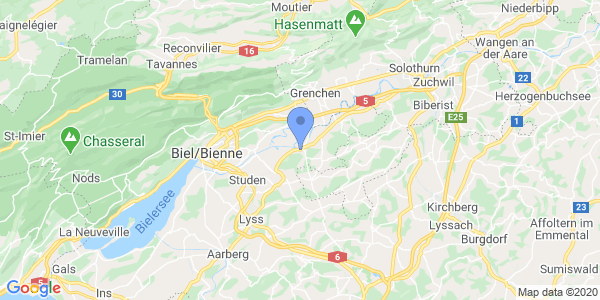 Moutier
Niederbipp
Hasenmatt
aignelégier
Reconvilier
16
Wangen an
der Aare
Tramelan
Tavannes
Solothurn
22
Zuchwil
30
Grenchen
5
Herzogenbuchsee
Biberist
E25
1
St-Imier
Chasseral
Biel/Bienne
Nods
Studen
Bielersee
Kirchberg
23
Lyssach
Affoltern im
Emmental
La Neuveville
Lyss
Burgdorf
Aarberg
6
Gals
Sumiswald
5
Ins
Google
Map data ©2020